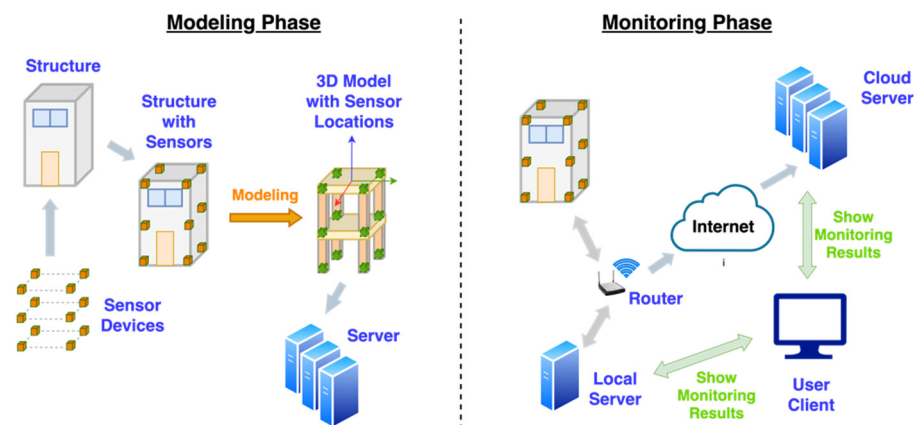 Modeling Phase
Structure
Structure
with
Sensors
3D Model
with Sensor
Locations
Modeling
Sensor
Devices
Server
Monitoring Phase
Cloud
Server
Internet
i
Show
Monitoring
Results
Router
Local
Server
Show
Monitoring
Results
User
Client